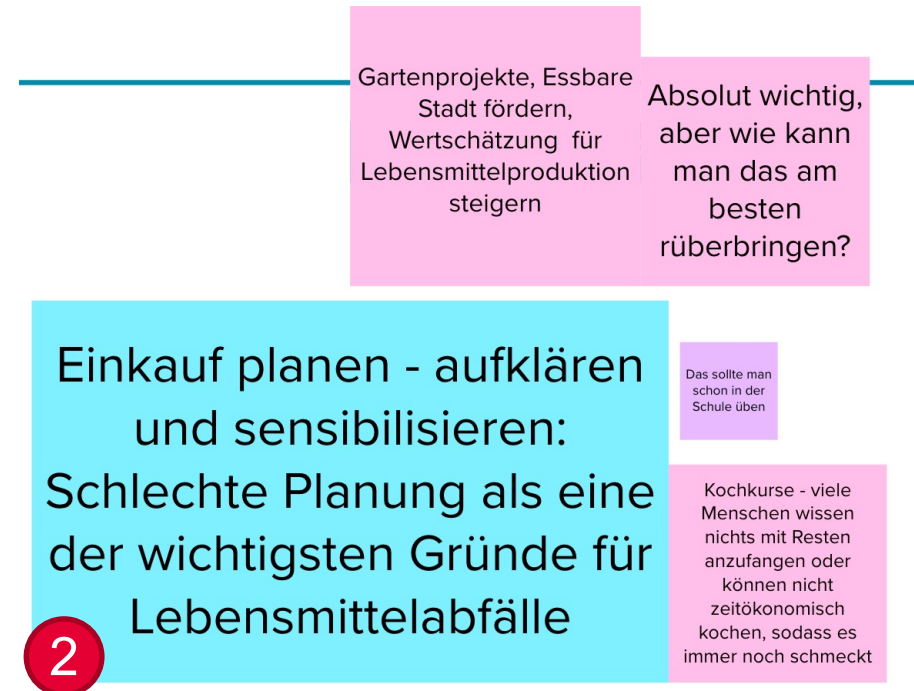 Gartenprojekte, Essbare
Stadt fördern,
Wertschätzung  für
Lebensmittelproduktion
steigern
Absolut wichtig,
aber wie kann
man das am
besten
rüberbringen?
Einkauf planen - aufklären
und sensibilisieren:
Schlechte Planung als eine
der wichtigsten Gründe für
Lebensmittelabfälle
Das sollte man
schon in der
Schule üben
Kochkurse - viele
Menschen wissen
nichts mit Resten
anzufangen oder
können nicht
zeitökonomisch
kochen, sodass es
immer noch schmeckt
2